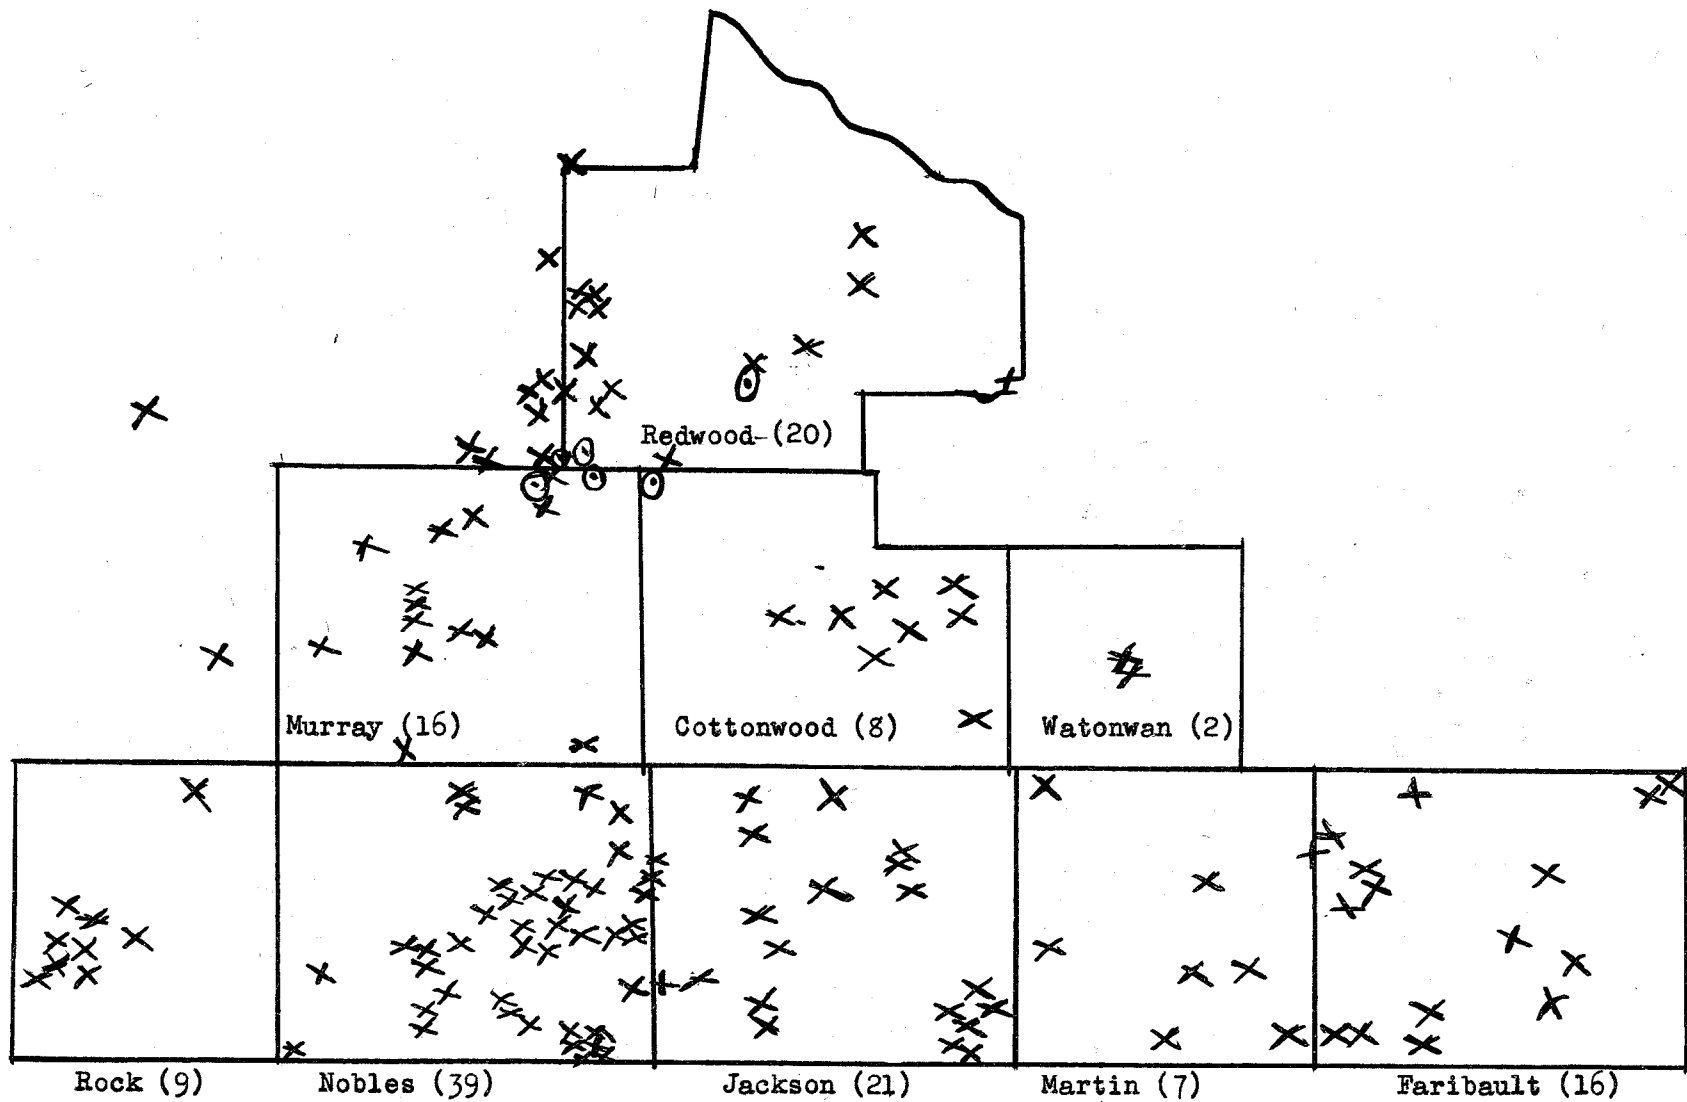 Redwood-(20)
Murray (16)
Cottonwood (8)
Watonwan (2)
Rock (9)
Nobles (39)
Jackson (21)
Martin (7)
Faribault (16)